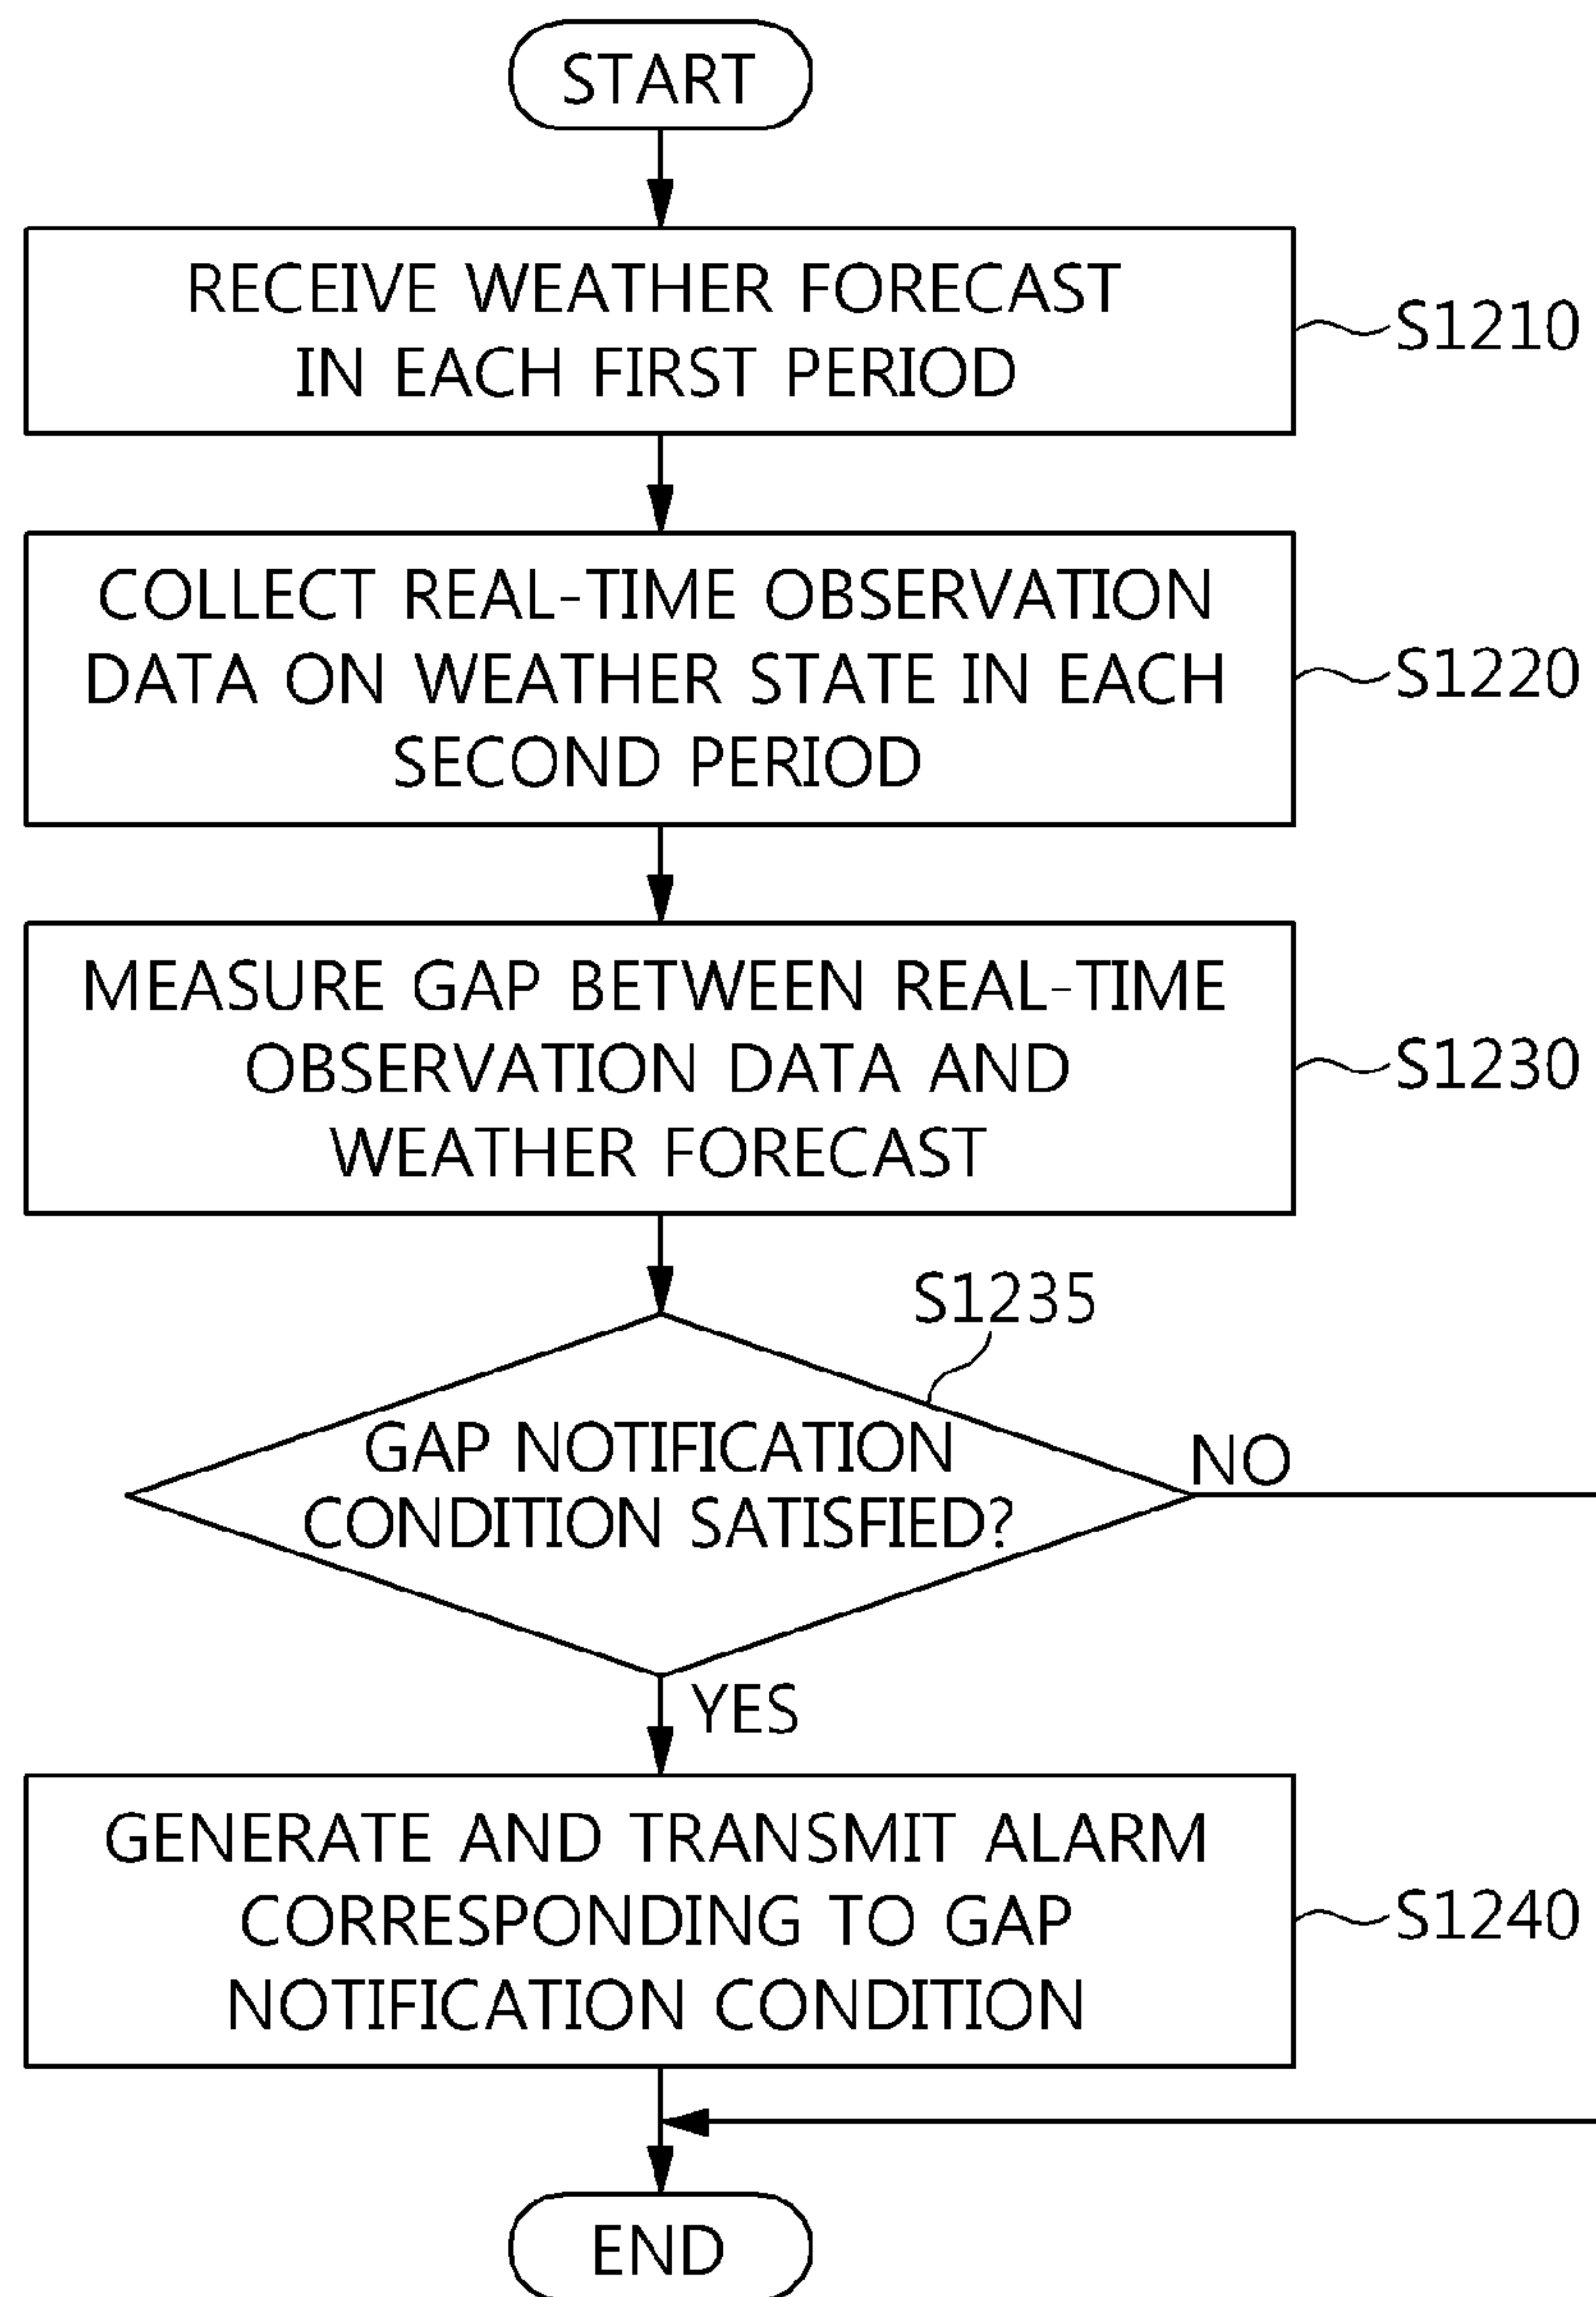 START
RECEIVE WEATHER FORECAST
IN EACH FIRST PERIOD
S1210
COLLECT REAL-TIME OBSERVATION
DATA ON WEATHER STATE IN EACH
SECOND PERIOD
S1220
MEASURE GAP BETWEEN REAL-TIME
OBSERVATION DATA AND
WEATHER FORECAST
S1230
S1235
GAP NOTIFICATION
CONDITION SATISFIED?
NO
YES
GENERATE AND TRANSMIT ALARM
CORRESPONDING TO GAP
NOTIFICATION CONDITION
S1240
END